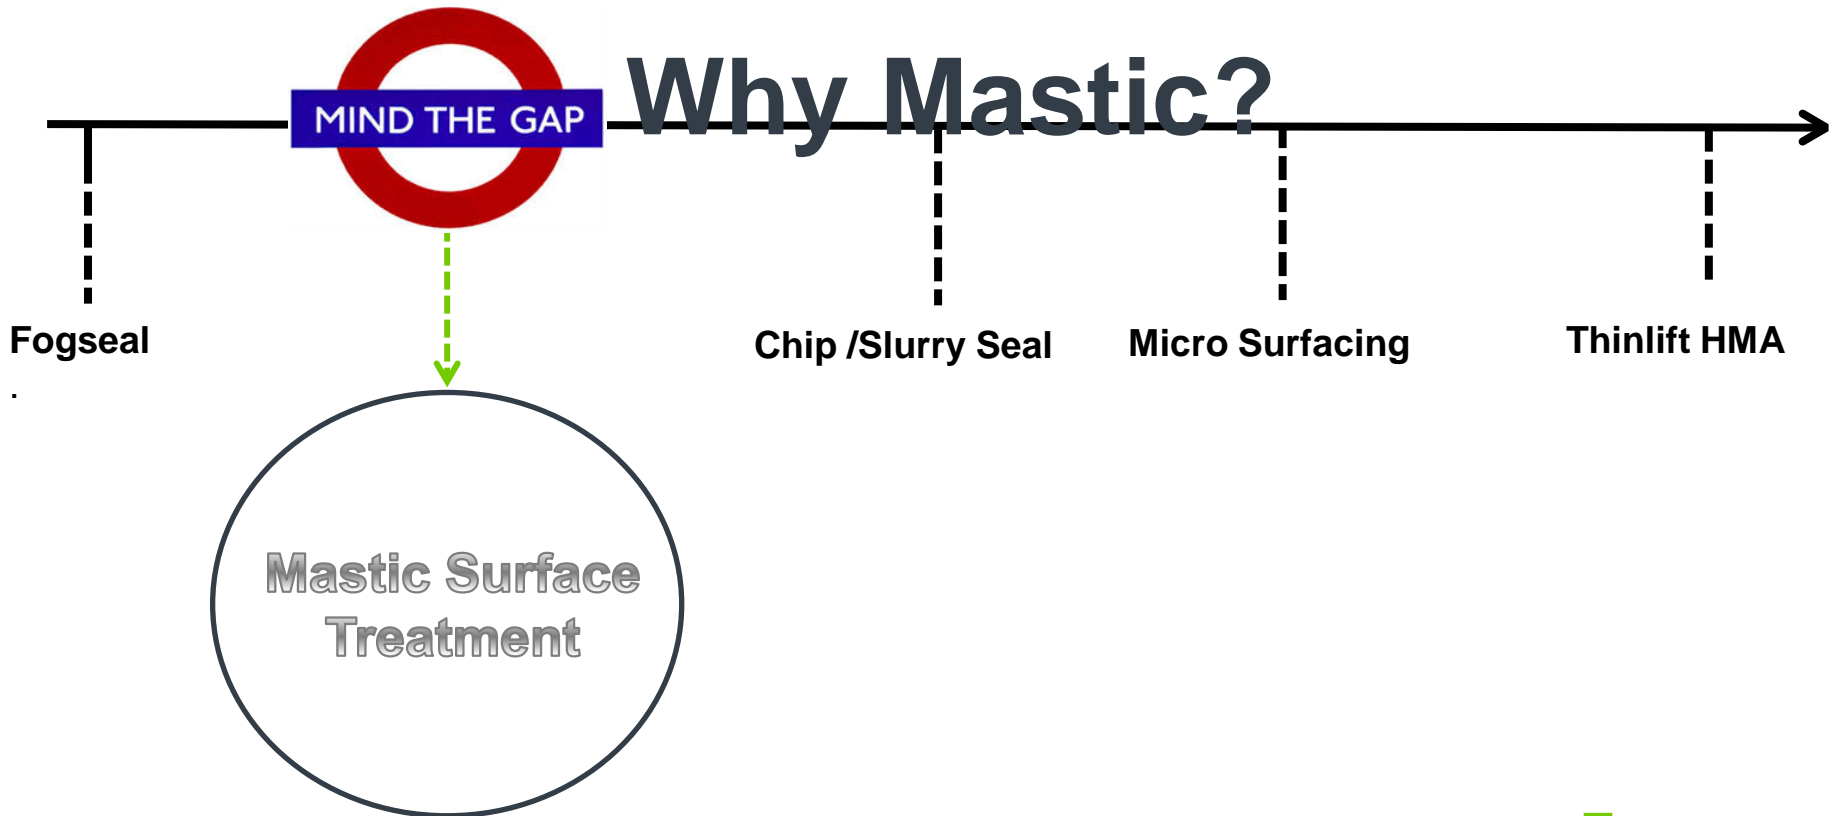 Why Mastic?
MIND THE GAP
Fogseal
.
Chip /Slurry Seal
Micro Surfacing
Thinlift HMA
Mastic Surface
Treatment